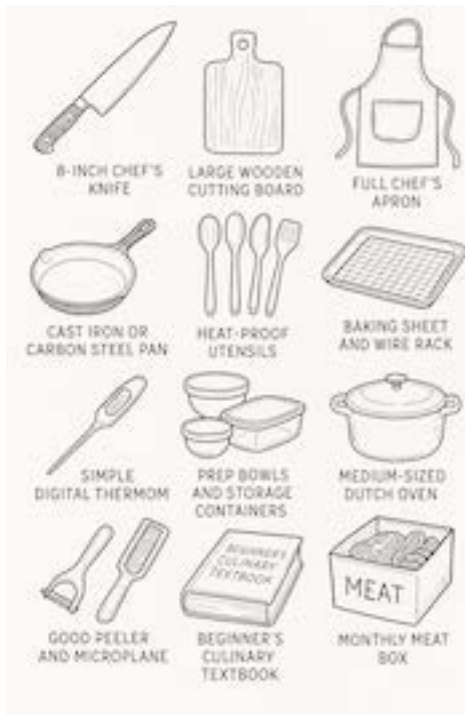 8-INCH CHEF'S
KNIFE
LARGE WOODEN
CUTTING BOARD
FULL CHEF'S
APRON
CAST IRON OR
CARBON STEEL PAN
HEAT-PROOF
UTENSILS
BAKING SHEET
AND WIRE RACK
SIMPLE
DIGITAL THERMOM
PREP BOWLS
AND STORAGE
CONTAINERS
MEDIUM-SIZED
DUTCH OVEN
GOOD PEELER
AND MICROPLANE
BEGINNER'S
CULINARY
TEXTBOOK
BEGINNER'S
CULINARY
TEXTBOOK
MEAT
MONTHLY MEAT
BOX